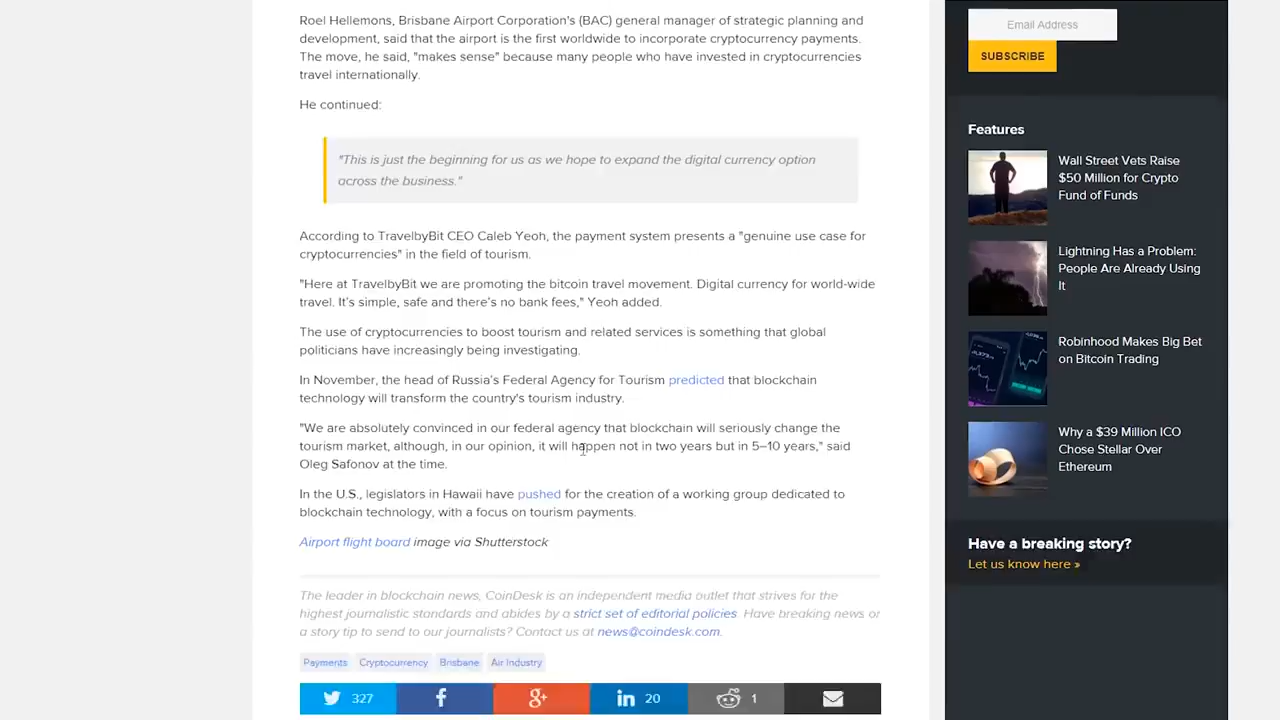 Roel Hellemons, Brisbane Airport Corporation's (BAC) general manager of strategic planning and
development, said that the airport is the first worldwide to incorporate cryptocurrency payments.
The move, he said, "makes sense" because many people who have invested in cryptocurrencies
travel internationally.
He continued:
"This is just the beginning for us as we hope to expand the digital currency option
across the business."
According to TravelbyBit CEO Caleb Yeoh, the payment system presents a "genuine use case for
cryptocurrencies" in the field of tourism.
"Here at TravelbyBit we are promoting the bitcoin travel movement. Digital currency for world-wide
travel. It's simple, safe and there's no bank fees," Yeoh added.
The use of cryptocurrencies to boost tourism and related services is something that global
politicians have increasingly being investigating.
In November, the head of Russia's Federal Agency for Tourism predicted that blockchain
technology will transform the country's tourism industry.
"We are absolutely convinced in our federal agency that blockchain will seriously change the
tourism market, although, in our opinion, it will happen not in two years but in 5–10 years," said
Oleg Safonov at the time.
In the U.S., legislators in Hawaii have pushed for the creation of a working group dedicated to
blockchain technology, with a focus on tourism payments.
Airport flight board image via Shutterstock
The leader in blockchain news, CoinDesk is an independent media outlet that strives for the
highest journalistic standards and abides by a strict set of editorial policies. Have breaking news or
a story tip to send to our journalists? Contact us at news@coindesk.com.
Payments Cryptocurrency Brisbane Air Industry
327 20 1
Email Address
SUBSCRIBE
Features
Wall Street Vets Raise
$50 Million for Crypto
Fund of Funds
Lightning Has a Problem:
People Are Already Using
It
Robinhood Makes Big Bet
on Bitcoin Trading
Why a $39 Million ICO
Chose Stellar Over
Ethereum
Have a breaking story?
Let us know here »